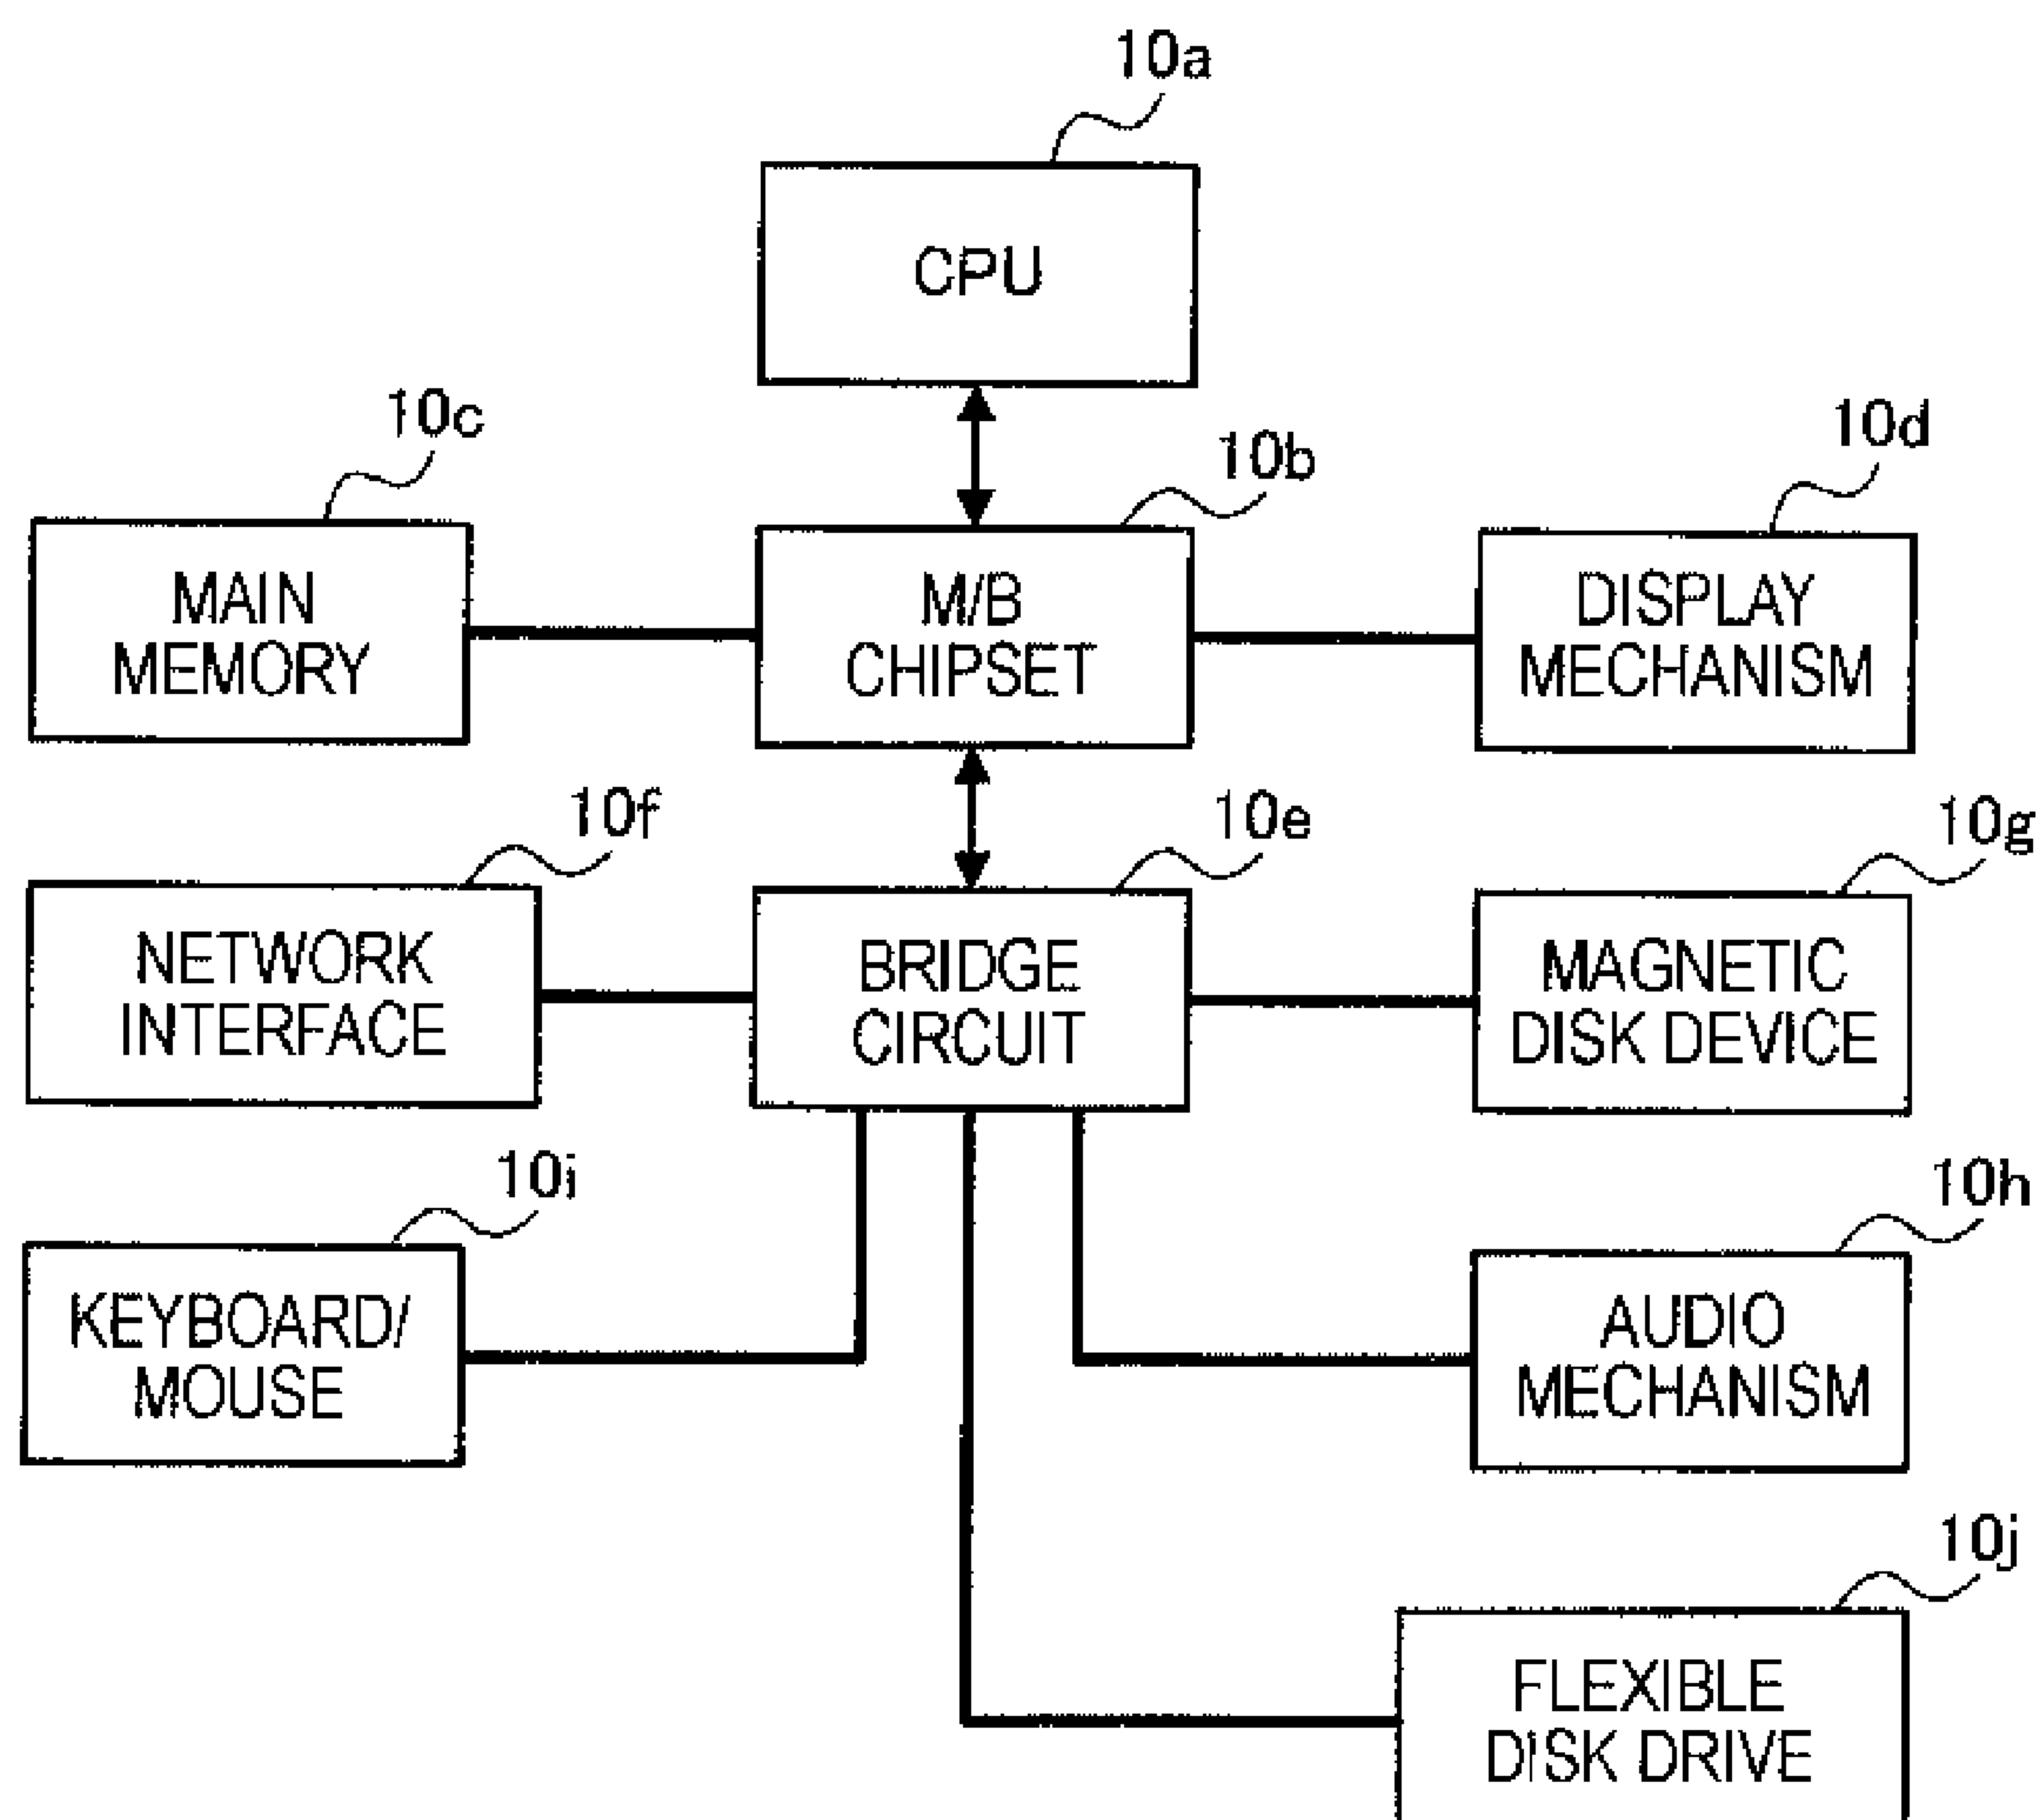 10a
CPU
10c
10b
10d
MAIN
MEMORY
M/B
CHIPSET
DISPLAY
MECHANISM
10f
10e
10g
NETWORK
INTERFACE
BRIDGE
CIRCUIT
MAGNETIC
DISK DEVICE
10i
10h
KEYBOARD/
MOUSE
AUDIO
MECHANISM
10j
FLEXIBLE
DISK DRIVE